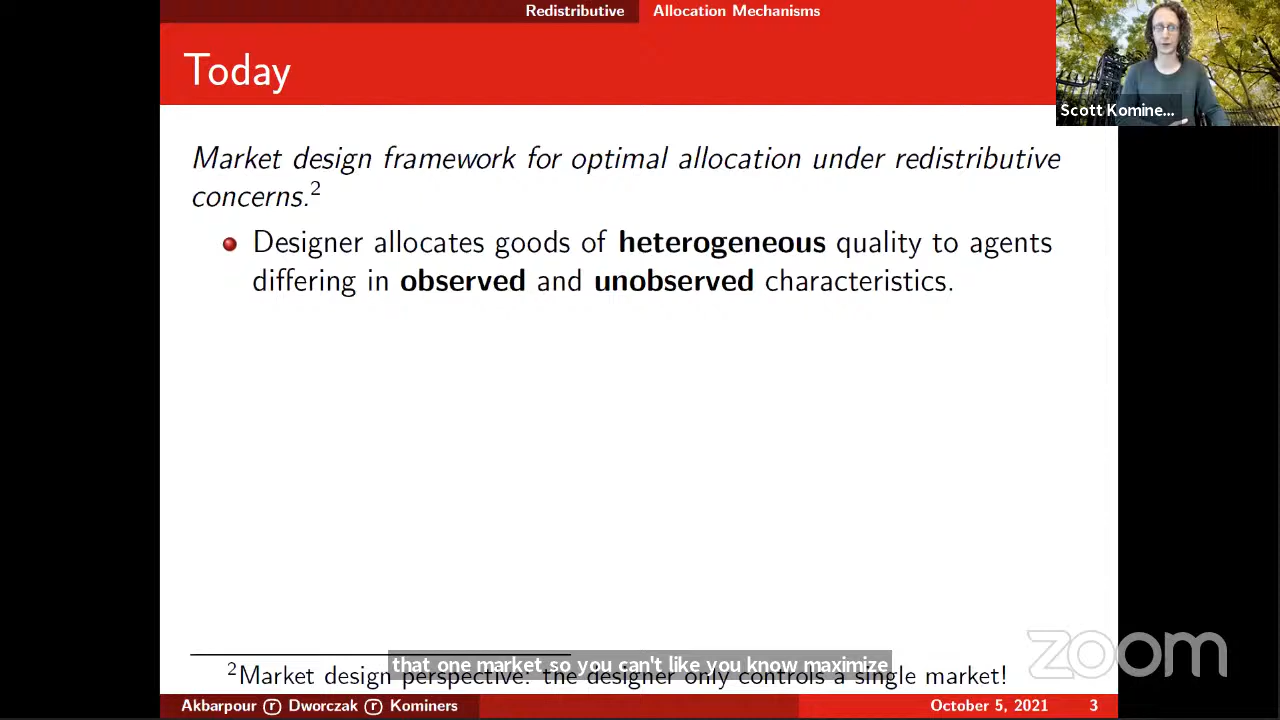 Redistributive Allocation Mechanisms
Today
Scott Komine...
Market design framework for optimal allocation under redistributive
concerns.²
Designer allocates goods of heterogeneous quality to agents
differing in observed and unobserved characteristics.
that one market so you can't like you know maximize
²Market design perspective: the designer only controls a single market!
zoom
Akbarpour ⓡ Dworczak ⓡ Kominers October 5, 2021 3